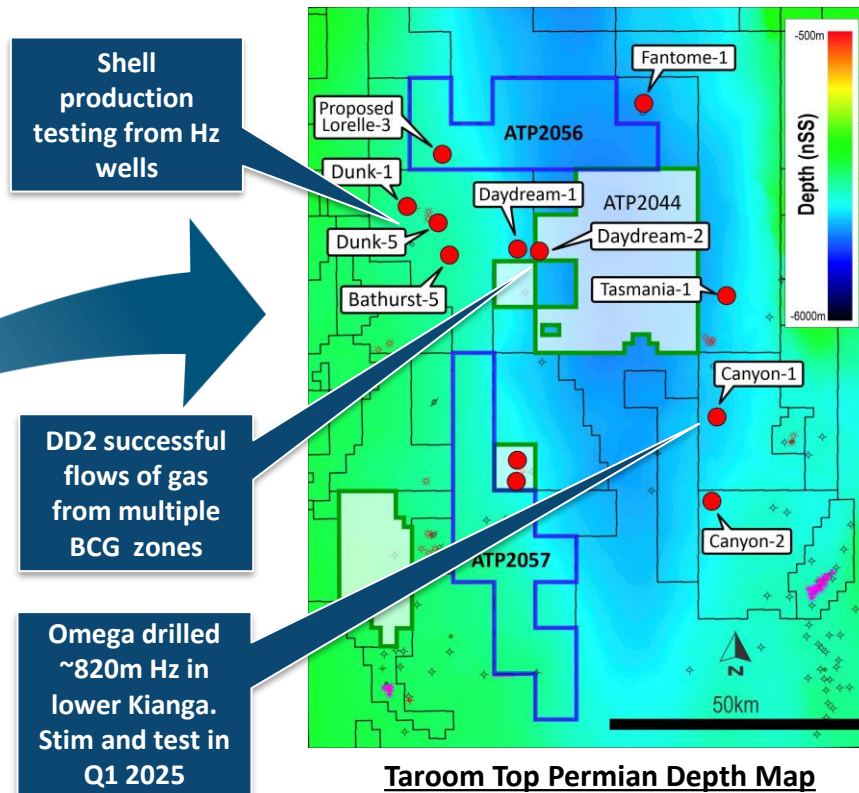 Shell
production
testing from Hz
wells
DD2 successful
flows of gas
from multiple
BCG zones
Omega drilled
~820m Hz in
lower Kianga.
Stim and test in
Q1 2025
Fantome-1
Proposed
Lorelle-3
ATP2056
Dunk-1
Daydream-1
ATP2044
Dunk-5
Daydream-2
Bathurst-5
Tasmania-1
Canyon-1
Canyon-2
ATP2057
N
50km
-500m
Depth (nSS)
-6000m
Taroom Top Permian Depth Map